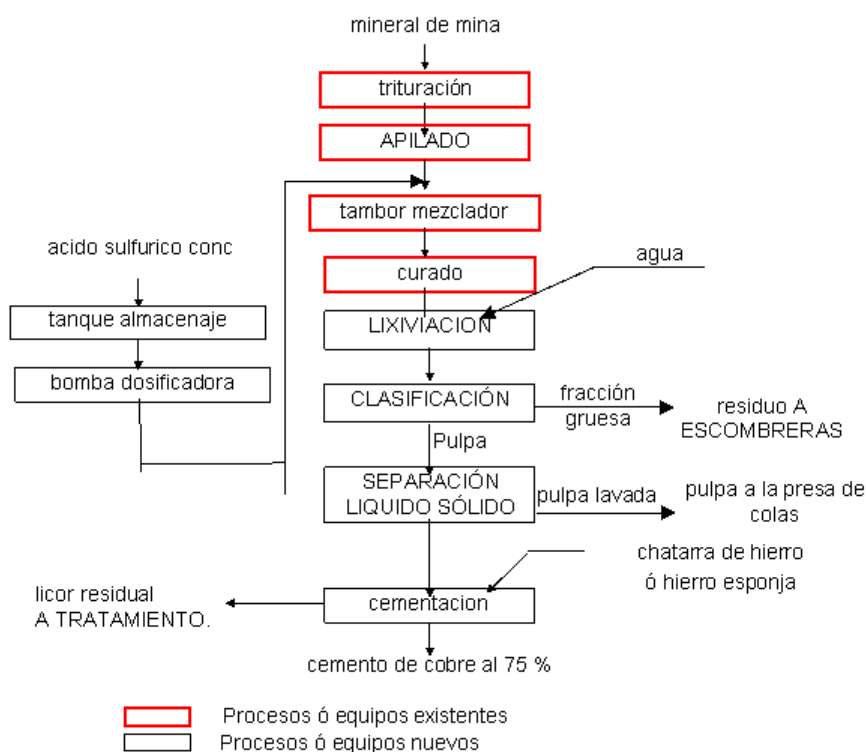 mineral de mina
trituración
APILADO
tambor mezclador
acido sulfurico conc
agua
curado
tanque almacenaje
LIXIVIACION
bomba dosificadora
CLASIFICACIÓN
fracción
gruesa
residuo A
ESCOMBRERAS
Pulpa
SEPARACIÓN
LIQUIDO SÓLIDO
pulpa lavada
pulpa a la presa de
colas
chatarra de hierro
ó hierro esponja
licor residual
A TRATAMIENTO.
cementacion
cemento de cobre al 75 %
Procesos ó equipos existentes
Procesos ó equipos nuevos